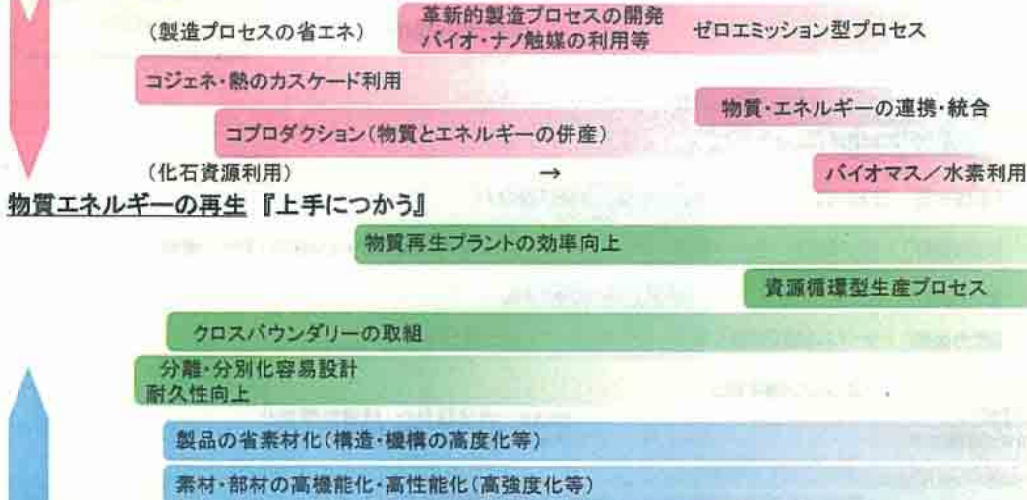 (製造プロセスの省エネ)
革新的製造プロセスの開発
バイオ・ナノ触媒の利用等
ゼロエミッション型プロセス
コジェネ・熱のカスケード利用
物質・エネルギーの連携・統合
コプロダクション(物質とエネルギーの併産)
(化石資源利用)
→
バイオマス/水素利用
物質エネルギーの再生 『上手につかう』
物質再生プラントの効率向上
資源循環型生産プロセス
クロスバウンダリーの取組
分離・分別化容易設計
耐久性向上
製品の省素材化(構造・機構の高度化等)
素材・部材の高機能化・高性能化(高強度化等)